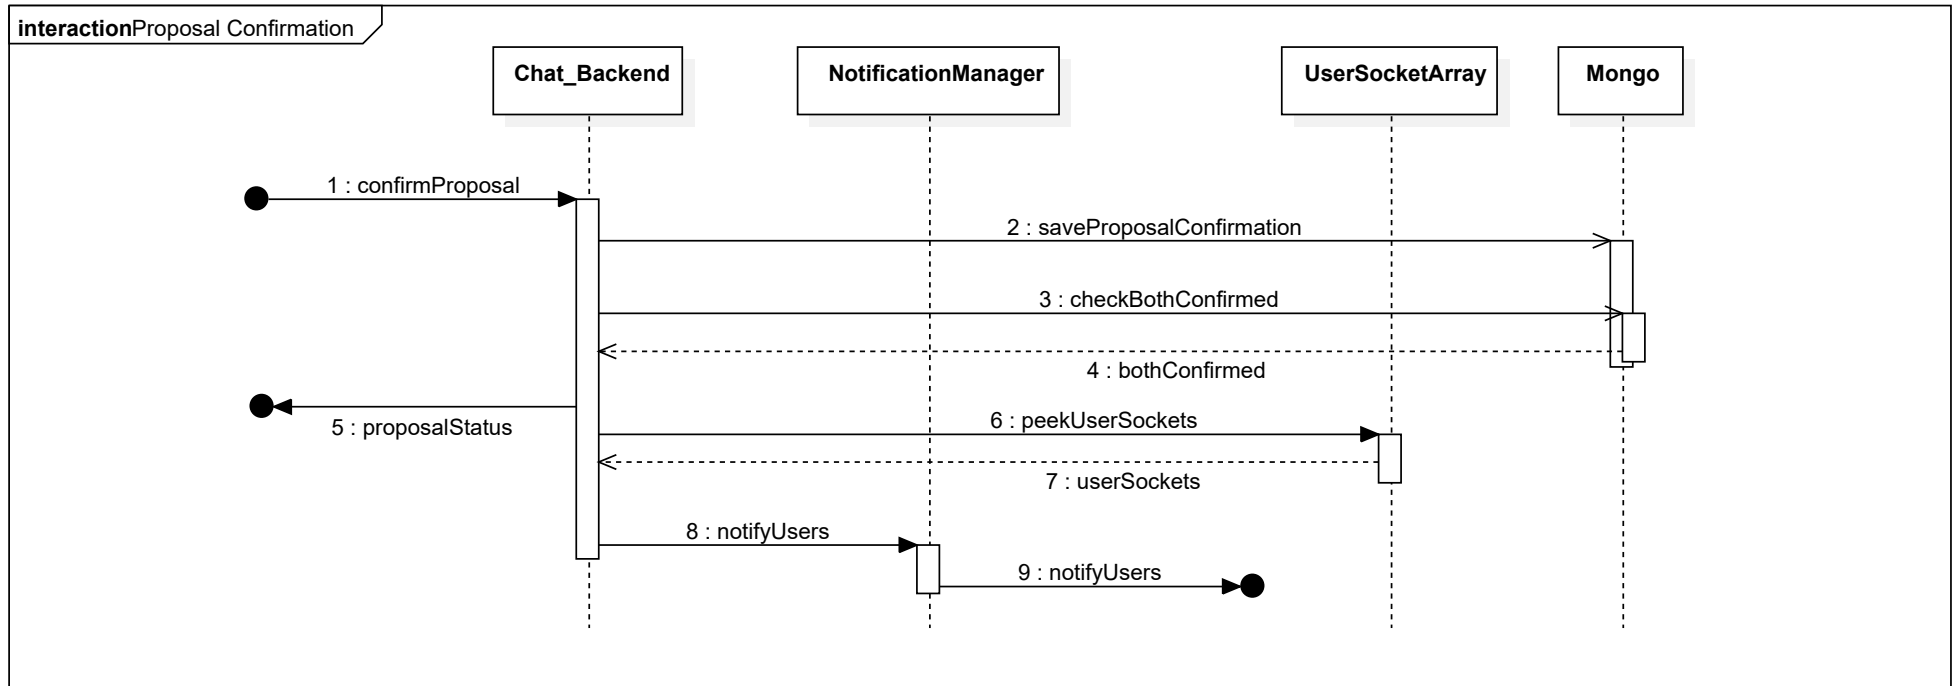 interactionProposal Confirmation
Chat_Backend
NotificationManager
UserSocketArray
Mongo
1 : confirmProposal
2 : saveProposalConfirmation
3 : checkBothConfirmed
4 : bothConfirmed
5 : proposalStatus
6 : peekUserSockets
7 : userSockets
8 : notifyUsers
9 : notifyUsers